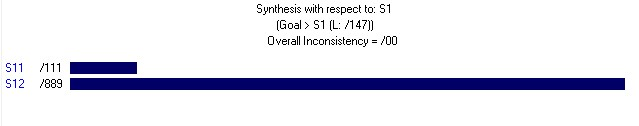 Synthesis with respect to: S1
(Goal > S1 (L: /147))
Overall Inconsistency = /00
S11 /111
S12 /889